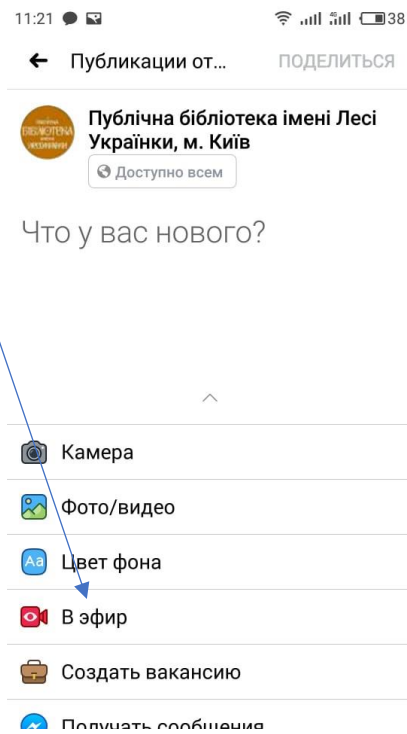 11:21 38
Публикации от... ПОДЕЛИТЬСЯ
Публічна бібліотека імені Лесі
Українки, м. Київ
Доступно всем
Что у вас нового?
Камера
Фото/видео
Aa Цвет фона
В эфир
Создать вакансию
Получать сообщения